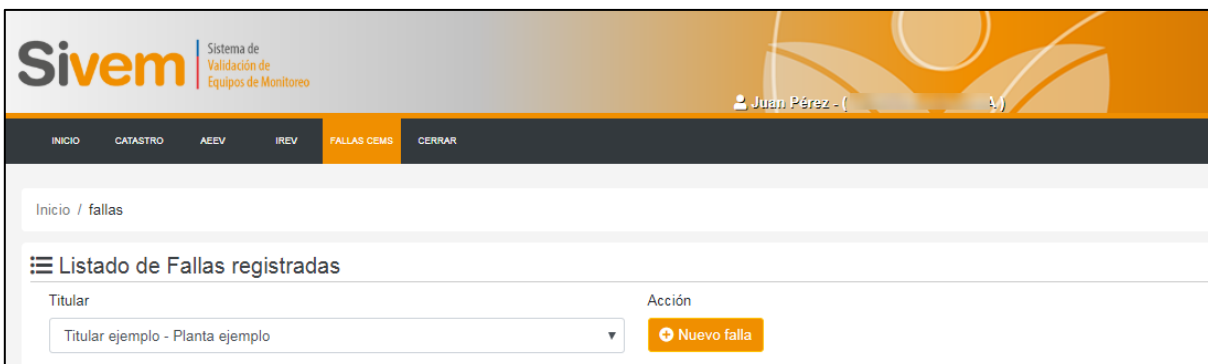 Sivem
Sistema de
Validación de
Equipos de Monitoreo
Juan Pérez - ( A )
INICIO CATASTRO AEEV IREV FALLAS CEMS CERRAR
Inicio / fallas
Listado de Fallas registradas
Titular Acción
Titular ejemplo - Planta ejemplo Nuevo falla